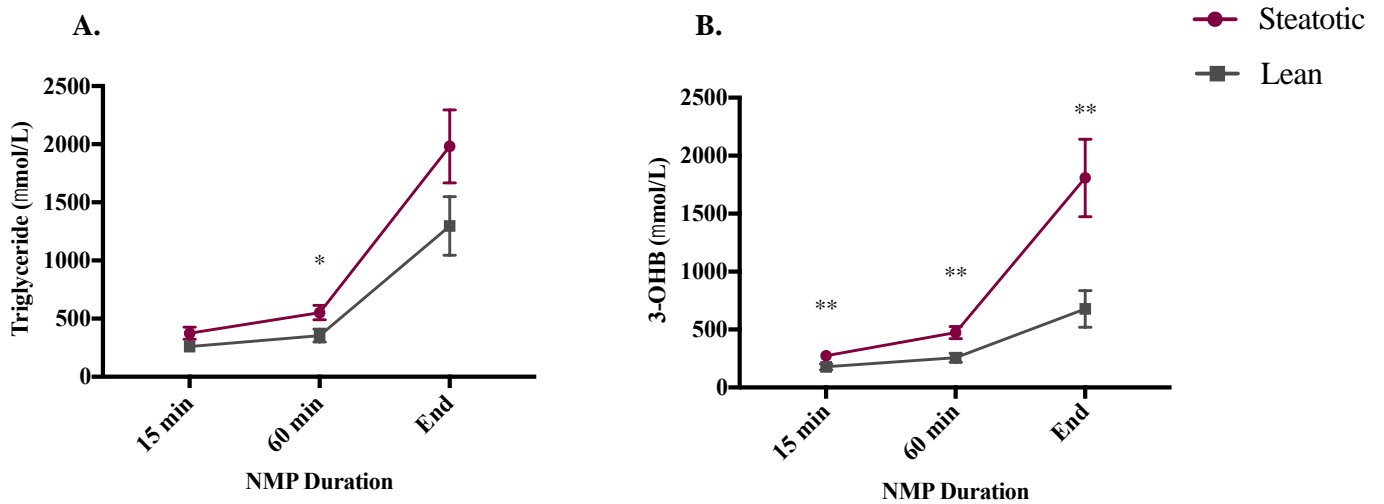 A.
2500
2000
1500
1000
500
0
Triglyceride (mmol/L)
*
15 min
60 min
End
NMP Duration
B.
2500
2000
1500
1000
500
0
3-OHB (mmol/L)
**
**
**
15 min
60 min
End
NMP Duration
Steatotic
Lean